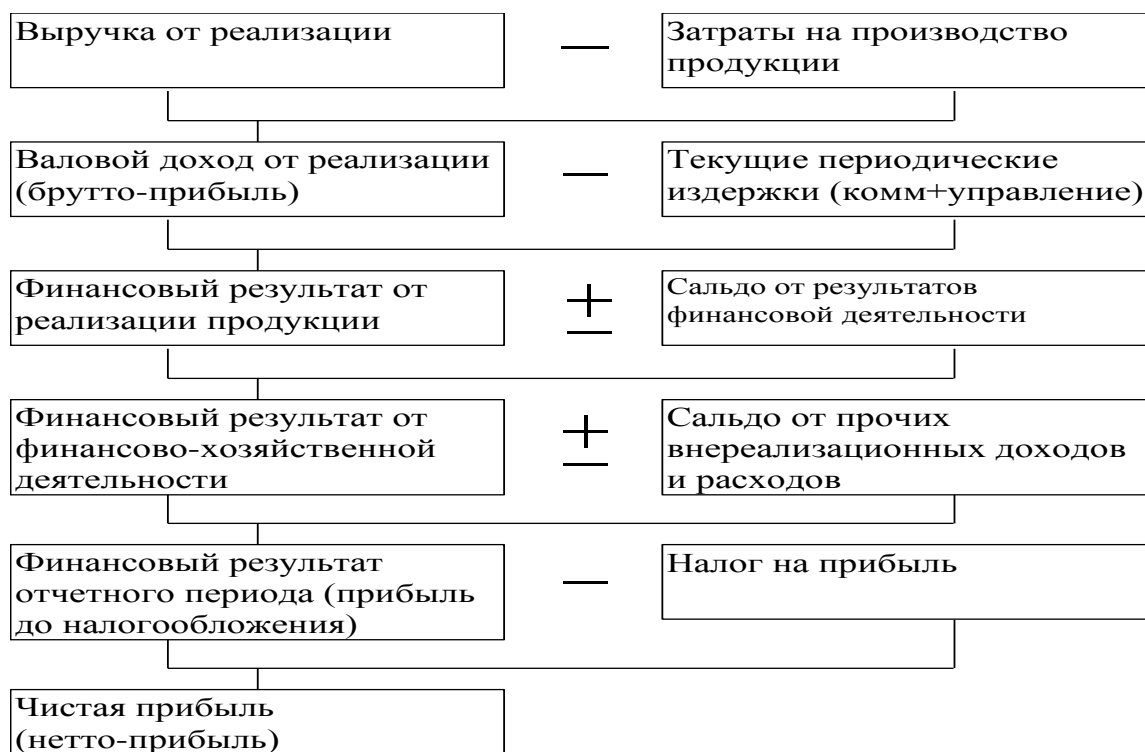 Выручка от реализации
—
Затраты на производство
продукции
Валовой доход от реализации
(брутто-прибыль)
—
Текущие периодические
издержки (комм+управление)
Финансовый результат от
реализации продукции
±
Сальдо от результатов
финансовой деятельности
Финансовый результат от
финансово-хозяйственной
деятельности
±
Сальдо от прочих
внереализационных доходов
и расходов
Финансовый результат
отчетного периода (прибыль
до налогообложения)
—
Налог на прибыль
Чистая прибыль
(нетто-прибыль)